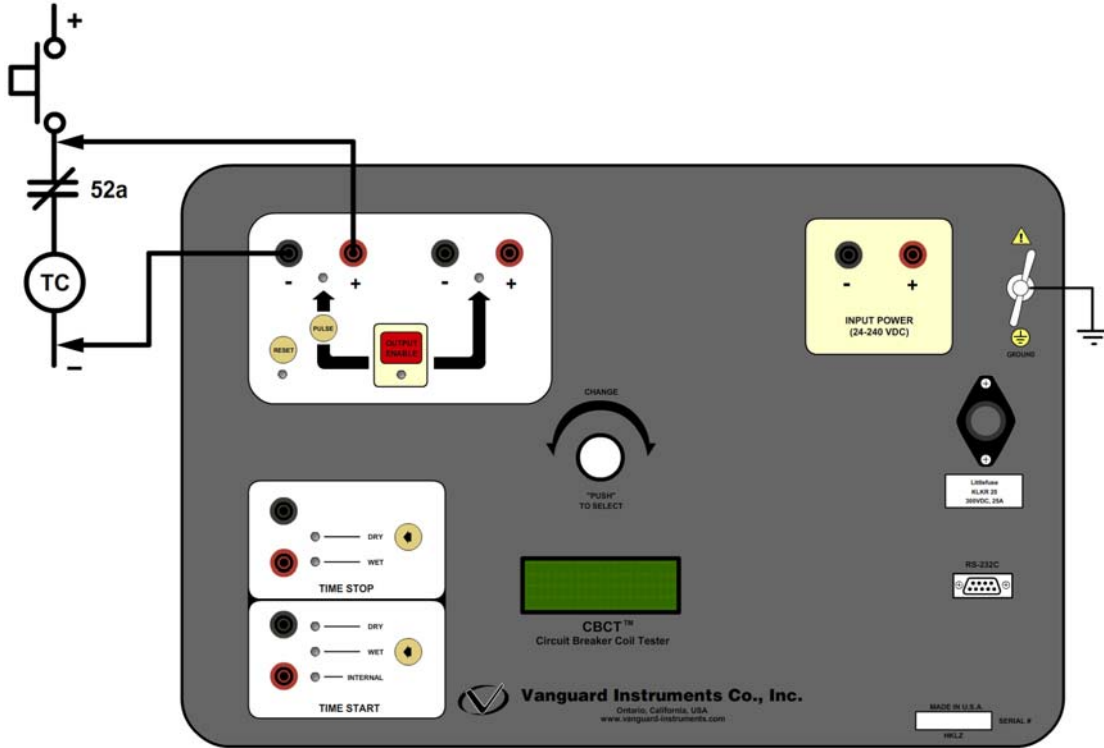 +
52a
TC
-
- +
- +
PULSE
RESET
OUTPUT
ENABLE
- +
INPUT POWER
(24-240 VDC)
GROUND
CHANGE
"PUSH"
TO SELECT
Littlefuse
KLKR 25
300VDC, 25A
DRY
WET
TIME STOP
RS-232C
CBCT™
Circuit Breaker Coil Tester
DRY
WET
INTERNAL
TIME START
V
Vanguard Instruments Co., Inc.
Ontario, California, USA
www.vanguard-instruments.com
MADE IN U.S.A.
SERIAL #
HKLZ